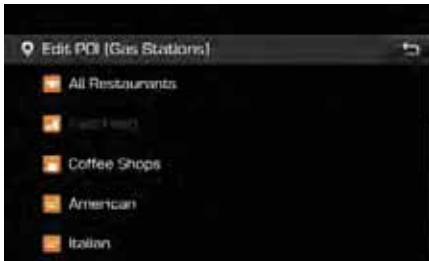 Edit POI [Gas Stations]
All Restaurants
Coffee Shops
American
Italian